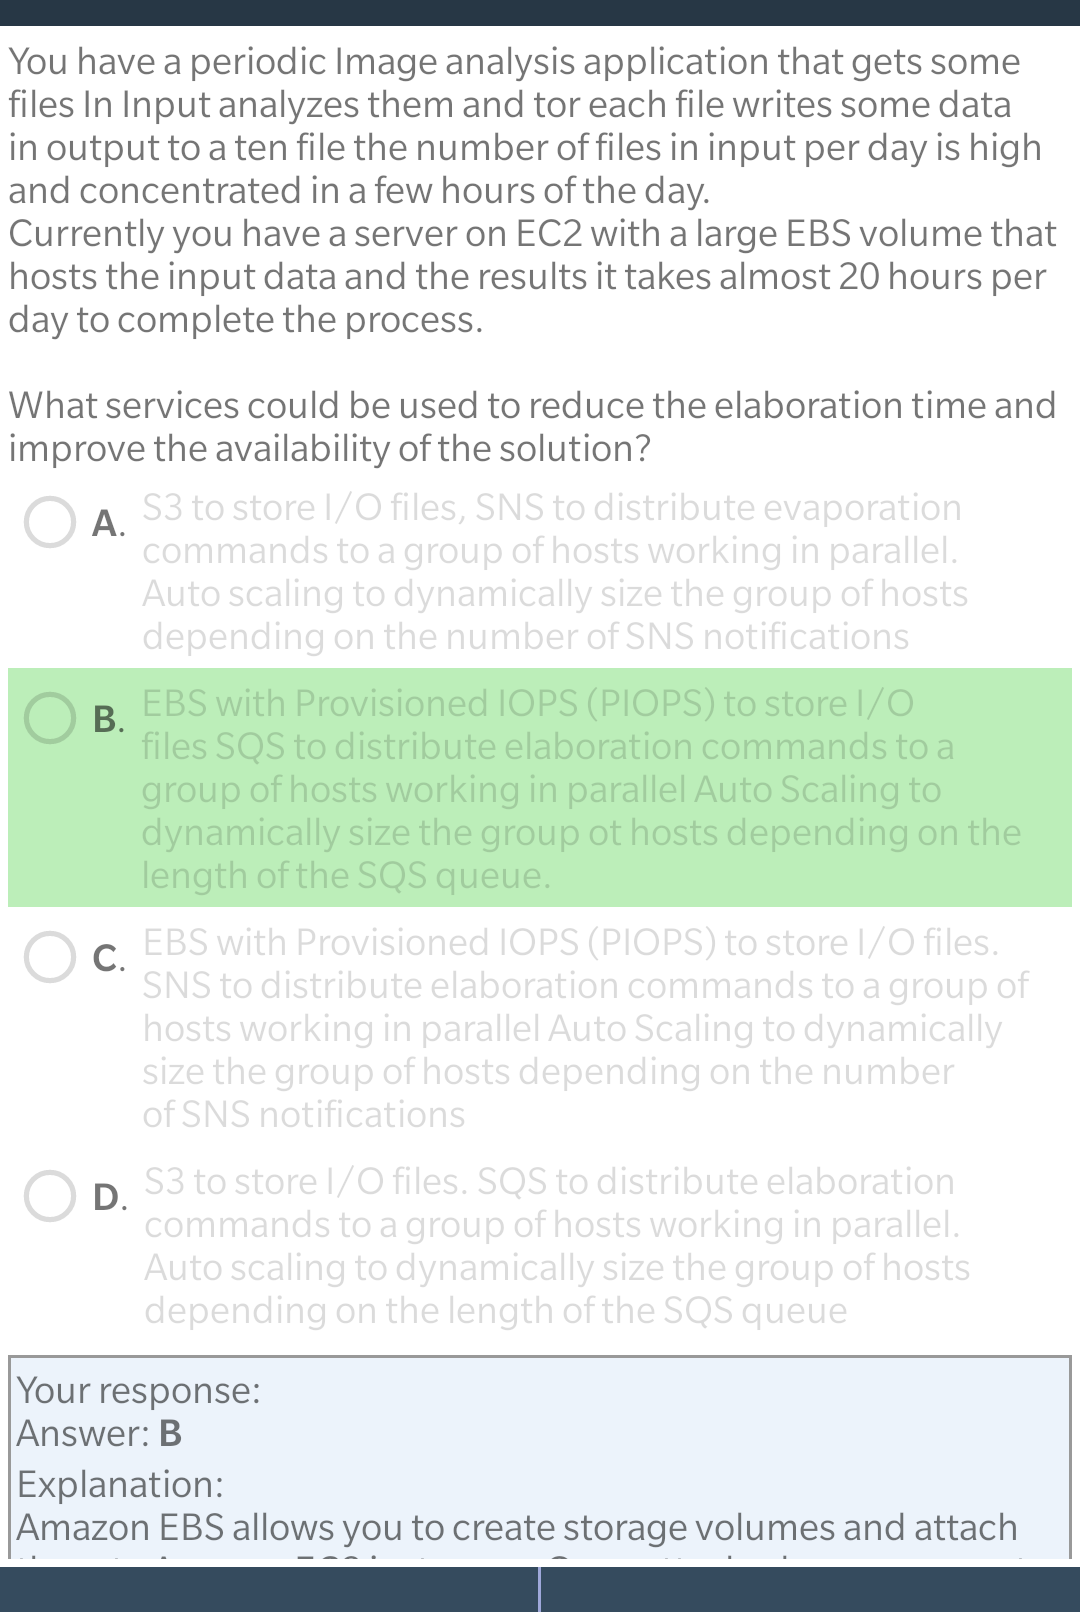 You have a periodic Image analysis application that gets some
files In Input analyzes them and tor each file writes some data
in output to a ten file the number of files in input per day is high
and concentrated in a few hours of the day.
Currently you have a server on EC2 with a large EBS volume that
hosts the input data and the results it takes almost 20 hours per
day to complete the process.
What services could be used to reduce the elaboration time and
improve the availability of the solution?
A. S3 to store I/O files, SNS to distribute evaporation
commands to a group of hosts working in parallel.
Auto scaling to dynamically size the group of hosts
depending on the number of SNS notifications
B. EBS with Provisioned IOPS (PIOPS) to store I/O
files SQS to distribute elaboration commands to a
group of hosts working in parallel Auto Scaling to
dynamically size the group ot hosts depending on the
length of the SQS queue.
C. EBS with Provisioned IOPS (PIOPS) to store I/O files.
SNS to distribute elaboration commands to a group of
hosts working in parallel Auto Scaling to dynamically
size the group of hosts depending on the number
of SNS notifications
D. S3 to store I/O files. SQS to distribute elaboration
commands to a group of hosts working in parallel.
Auto scaling to dynamically size the group of hosts
depending on the length of the SQS queue
Your response:
Answer: B
Explanation:
Amazon EBS allows you to create storage volumes and attach